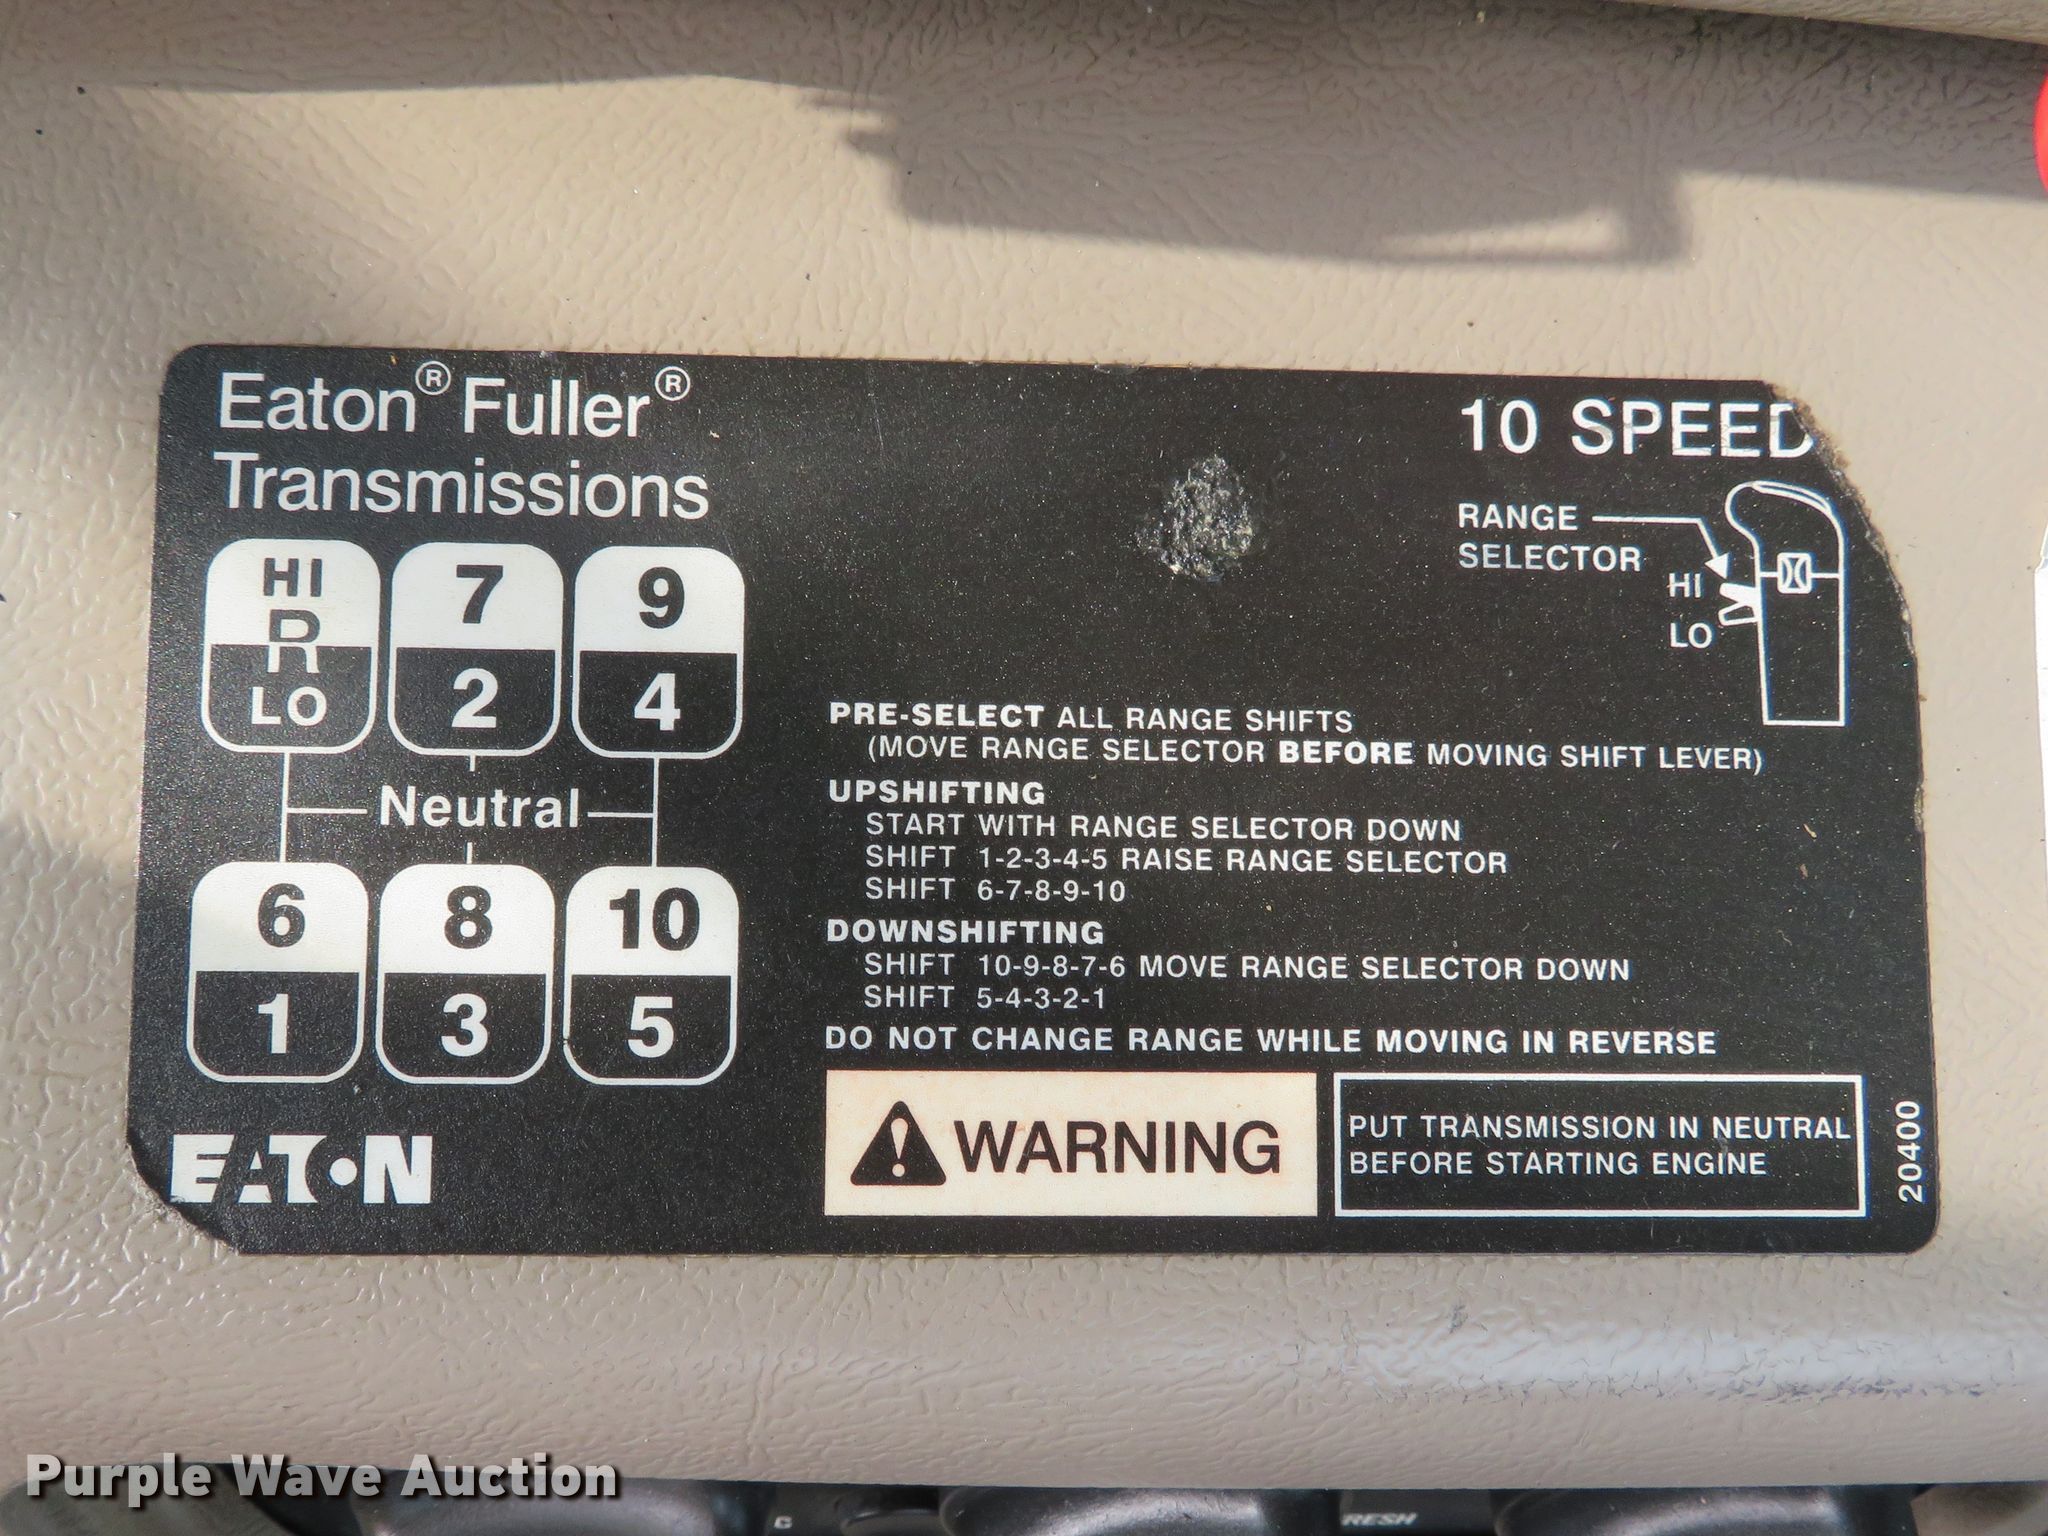 Eaton® Fuller®
Transmissions
10 SPEED
RANGE
SELECTOR
HI
LO
HI
R
LO
7
2
9
4
Neutral
6
1
8
3
10
5
PRE-SELECT ALL RANGE SHIFTS
(MOVE RANGE SELECTOR BEFORE MOVING SHIFT LEVER)
UPSHIFTING
START WITH RANGE SELECTOR DOWN
SHIFT 1-2-3-4-5 RAISE RANGE SELECTOR
SHIFT 6-7-8-9-10
DOWNSHIFTING
SHIFT 10-9-8-7-6 MOVE RANGE SELECTOR DOWN
SHIFT 5-4-3-2-1
DO NOT CHANGE RANGE WHILE MOVING IN REVERSE
WARNING
PUT TRANSMISSION IN NEUTRAL
BEFORE STARTING ENGINE
20400
EATON
Purple Wave Auction